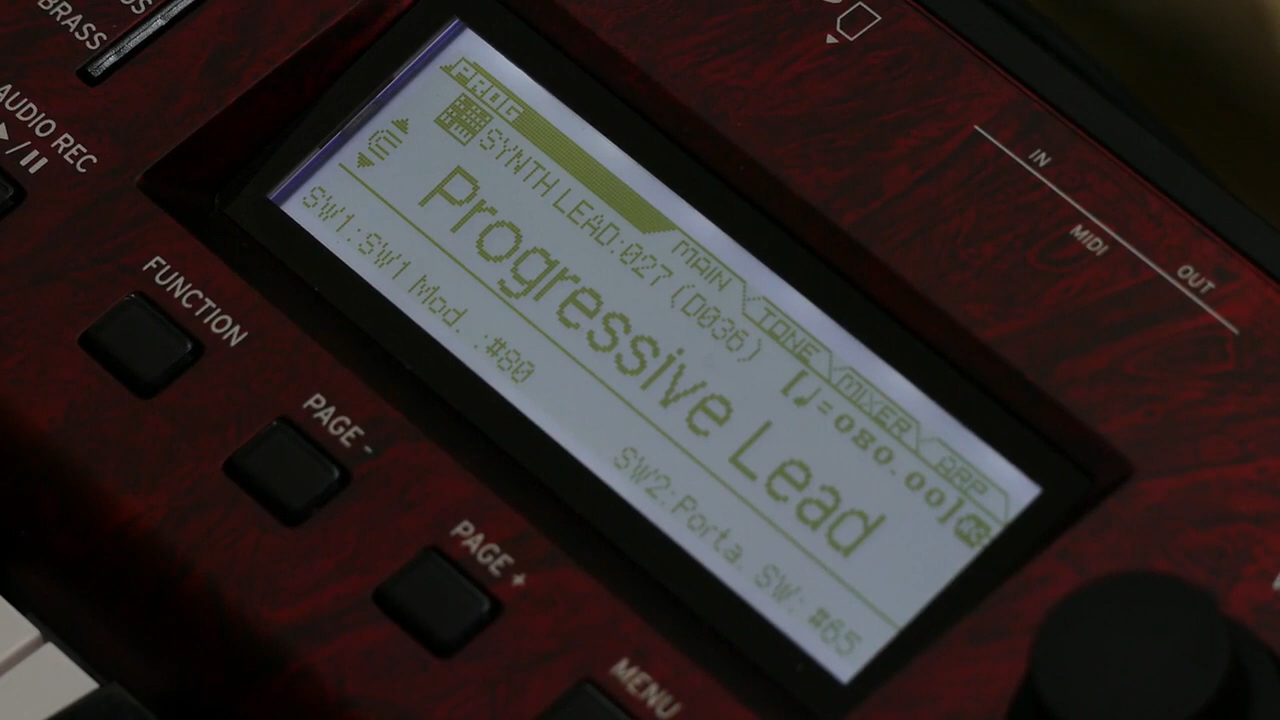 BRASS
AUDIO REC
FUNCTION
PAGE -
PAGE +
MENU
PROG MAIN TONE MIXER ARP
SYNTH LEAD:027 (D036) [♩=080.00]
Progressive Lead
SW1:SW1 Mod. :#80
SW2:Porta. SW: #65
IN
MIDI
OUT